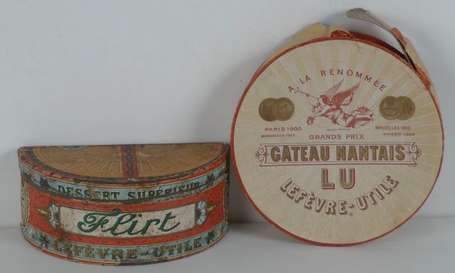 DESSERT SUPÉRIEUR
Flirt
LEFÈVRE-UTILE
A LA RENOMMÉE
PARIS 1900
GRANDS PRIX
GATEAU NANTAIS
LU
LEFÈVRE-UTILE